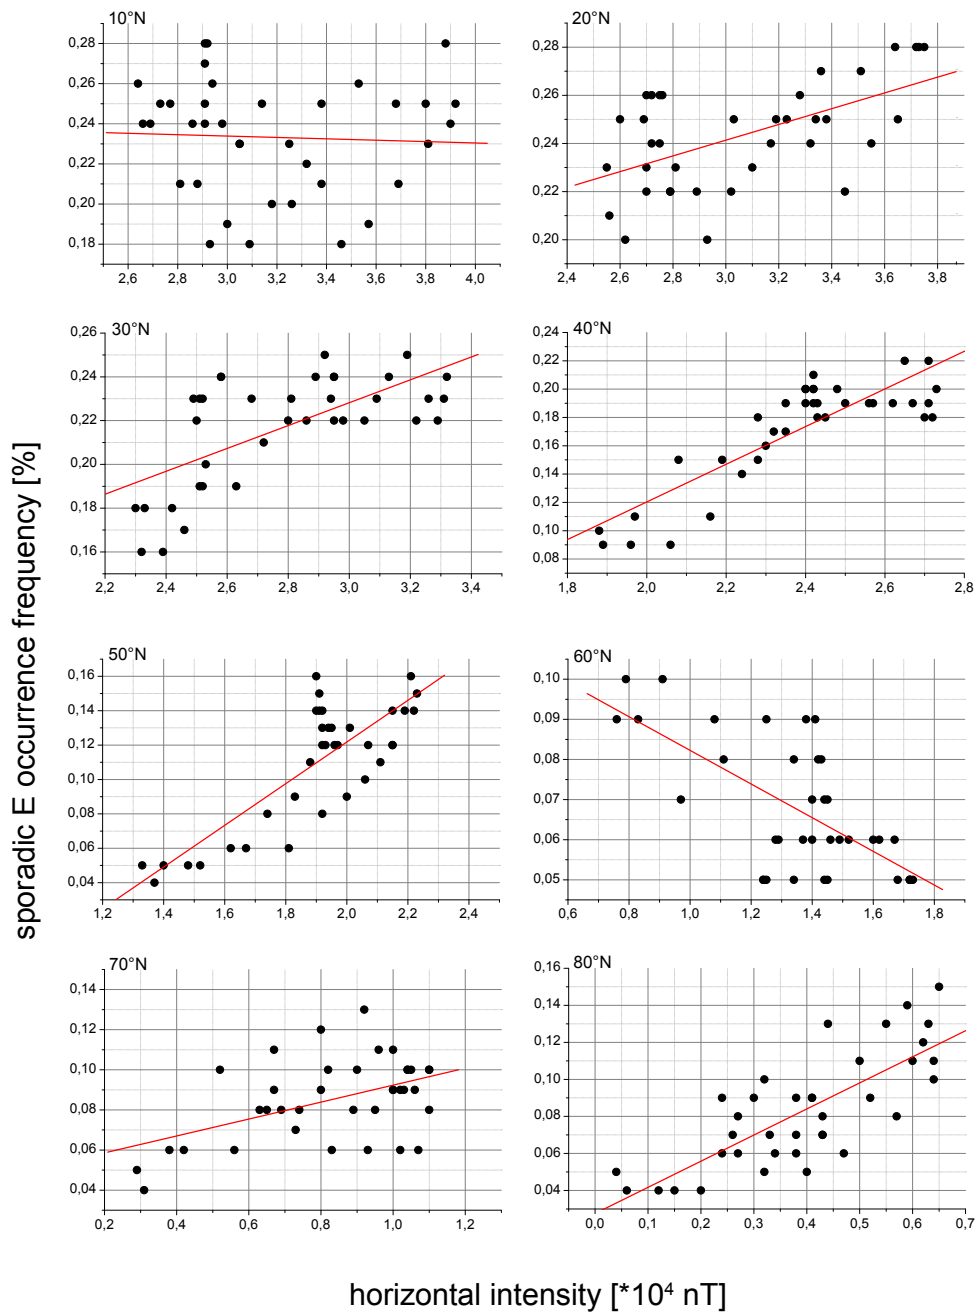 sporadic E occurrence frequency [%]
10°N
0,28
0,26
0,24
0,22
0,20
0,18
2,6 2,8 3,0 3,2 3,4 3,6 3,8 4,0
20°N
0,28
0,26
0,24
0,22
0,20
2,4 2,6 2,8 3,0 3,2 3,4 3,6 3,8
30°N
0,26
0,24
0,22
0,20
0,18
0,16
2,2 2,4 2,6 2,8 3,0 3,2 3,4
40°N
0,24
0,22
0,20
0,18
0,16
0,14
0,12
0,10
0,08
1,8 2,0 2,2 2,4 2,6 2,8
50°N
0,16
0,14
0,12
0,10
0,08
0,06
0,04
1,2 1,4 1,6 1,8 2,0 2,2 2,4
60°N
0,10
0,09
0,08
0,07
0,06
0,05
0,6 0,8 1,0 1,2 1,4 1,6 1,8
70°N
0,14
0,12
0,10
0,08
0,06
0,04
0,2 0,4 0,6 0,8 1,0 1,2
80°N
0,16
0,14
0,12
0,10
0,08
0,06
0,04
0,0 0,1 0,2 0,3 0,4 0,5 0,6 0,7
horizontal intensity [*10⁴ nT]